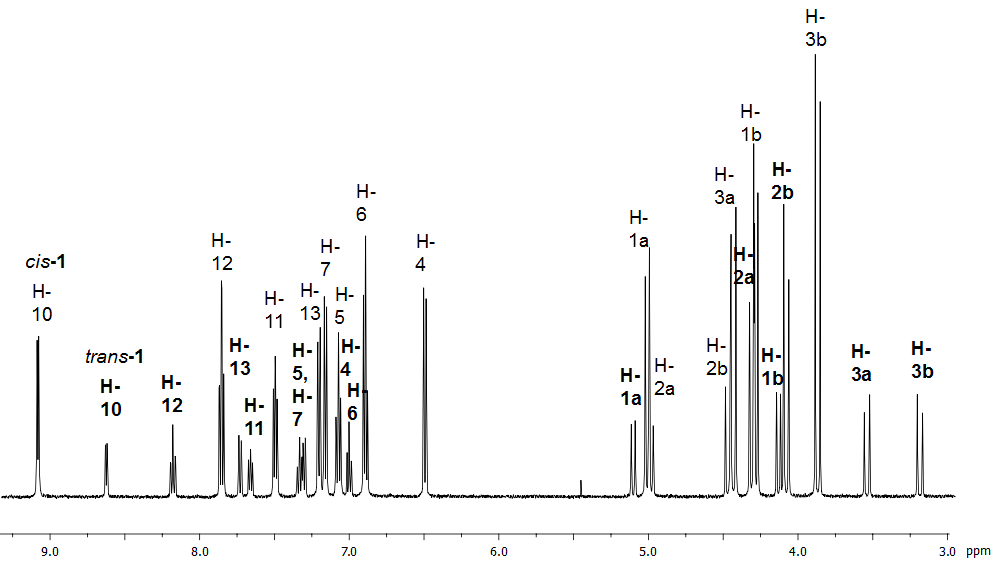 H-
3b
H-
1b
H-
2b
H-
3a
H-
6
H-
1a
H-
2a
H-
12
H-
7
H-
4
cis-1
H-
10
H-
11
H-
13
H-
5
trans-1
H-
10
H-
12
H-
13
H-
11
H-
5,
H-
7
H-
4
H-
6
H-
1a
H-
2b
H-
2a
H-
1b
H-
3a
H-
3b
9.0 8.0 7.0 6.0 5.0 4.0 3.0 ppm